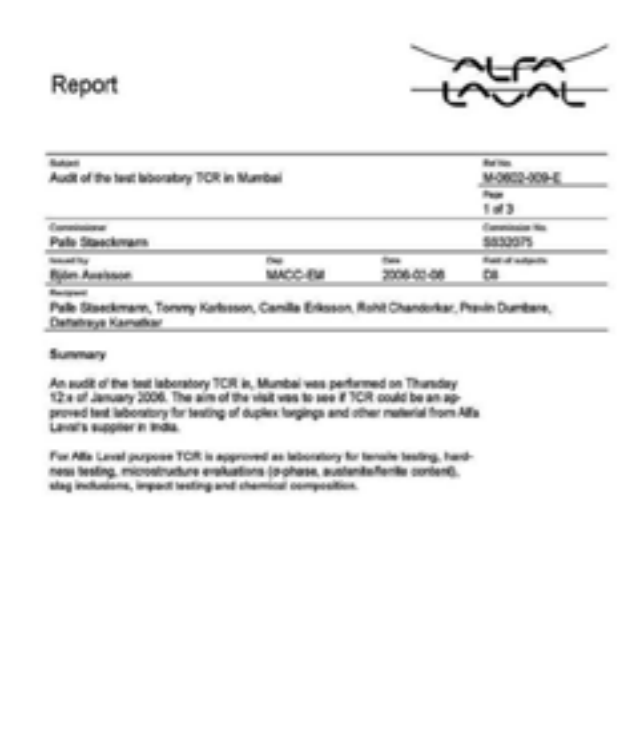 Report
ALFA
LAVAL
Subject
Audit of the test laboratory TCR in Mumbai
Ref No.
M-0602-009-E
Page
1 of 3
Commissioner
Palle Staeckmann
Commission No.
SS32075
Issued by
Björn Axelsson
Dep
MACC-EM
Date
2006-02-08
Field of subjects
D8
Recipient
Palle Staeckmann, Tommy Karlsson, Camilla Eriksson, Rohit Chandorkar, Pravin Dumbare,
Dattatraya Kamatkar
Summary
An audit of the test laboratory TCR in, Mumbai was performed on Thursday
12:e of January 2006. The aim of the visit was to see if TCR could be an ap-
proved test laboratory for testing of duplex forgings and other material from Alfa
Laval's supplier in India.
For Alfa Laval purpose TCR is approved as laboratory for tensile testing, hard-
ness testing, microstructure evaluations (σ-phase, austenite/ferrite content),
slag inclusions, impact testing and chemical composition.